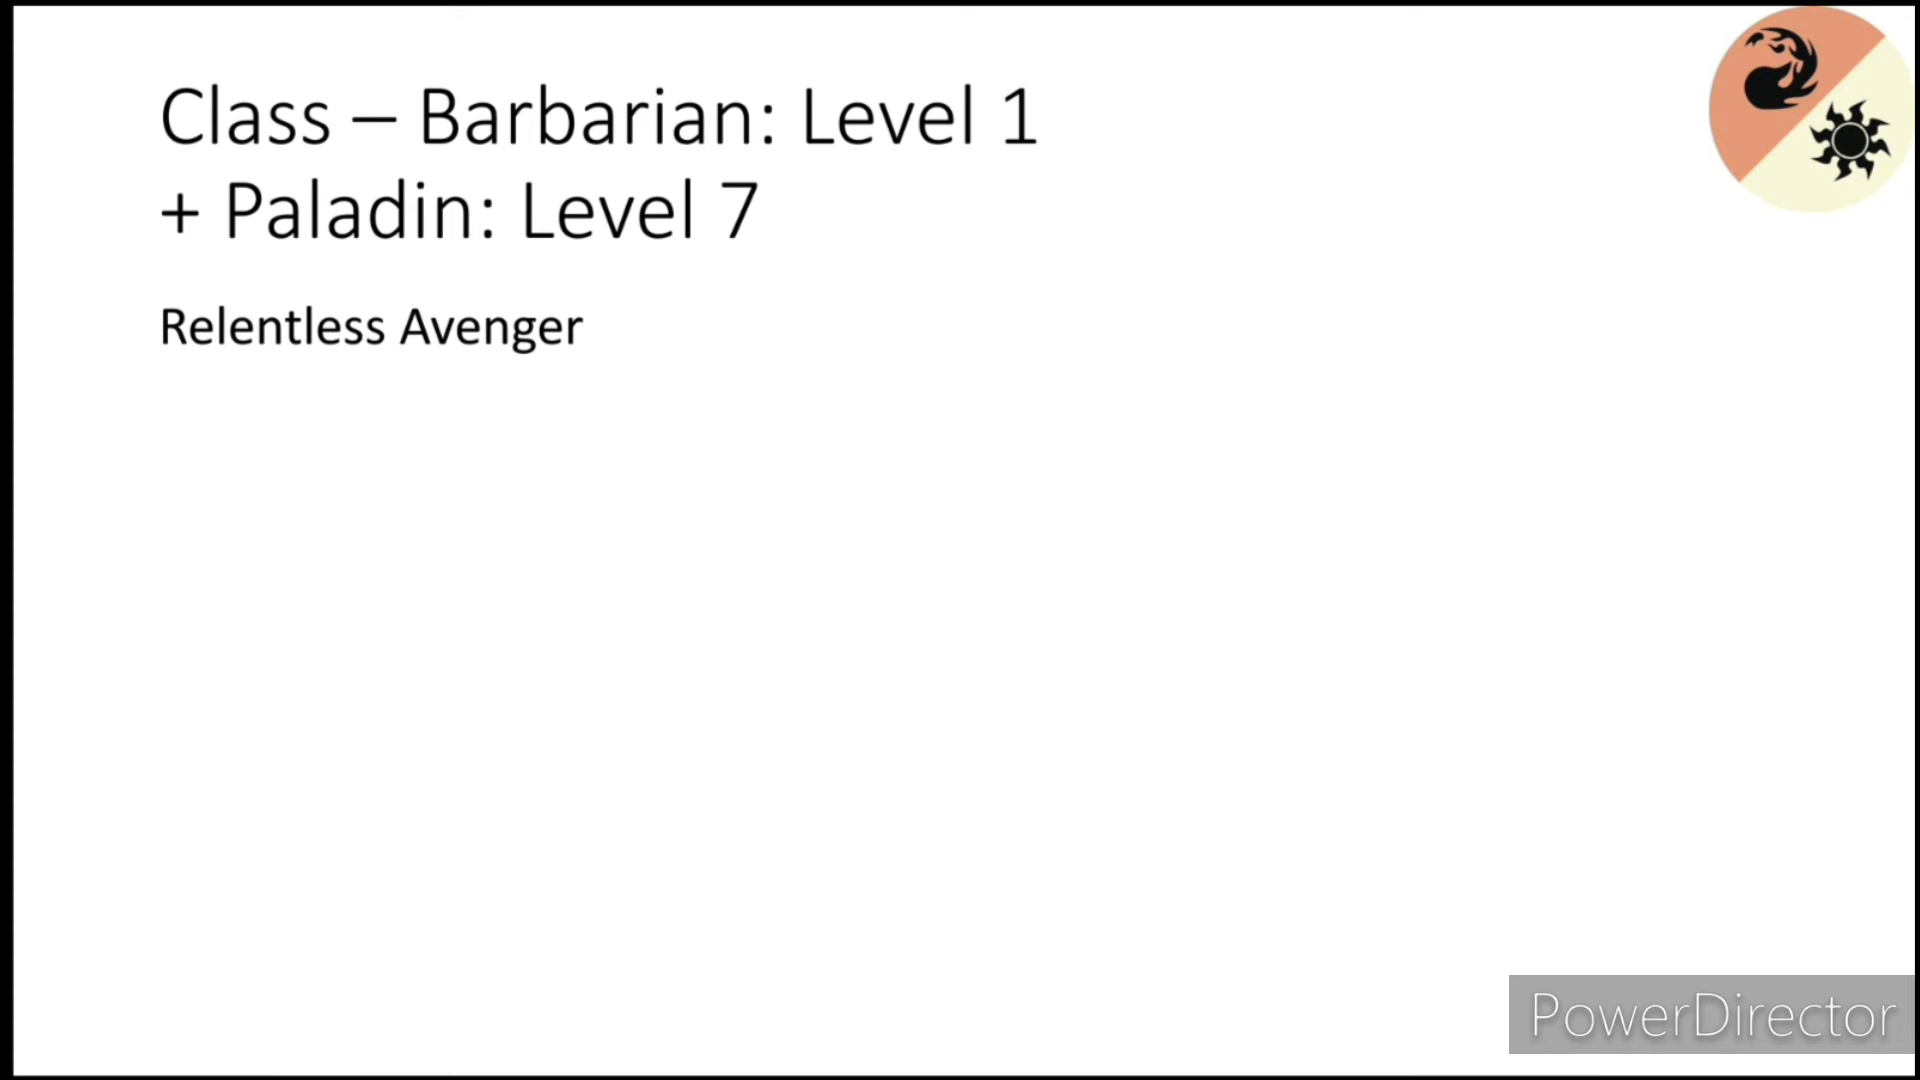 Class – Barbarian: Level 1
+ Paladin: Level 7
Relentless Avenger
PowerDirector